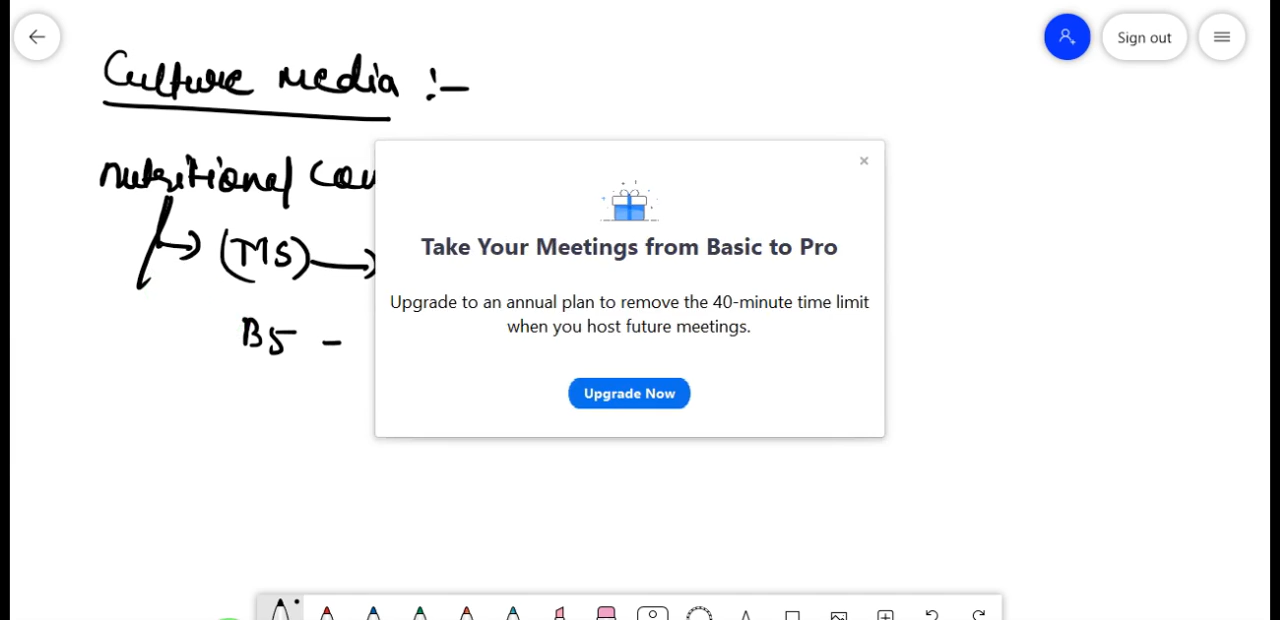 Sign out
Culture media :-
nutritional
(MS)
B5 -
Take Your Meetings from Basic to Pro
Upgrade to an annual plan to remove the 40-minute time limit
when you host future meetings.
Upgrade Now